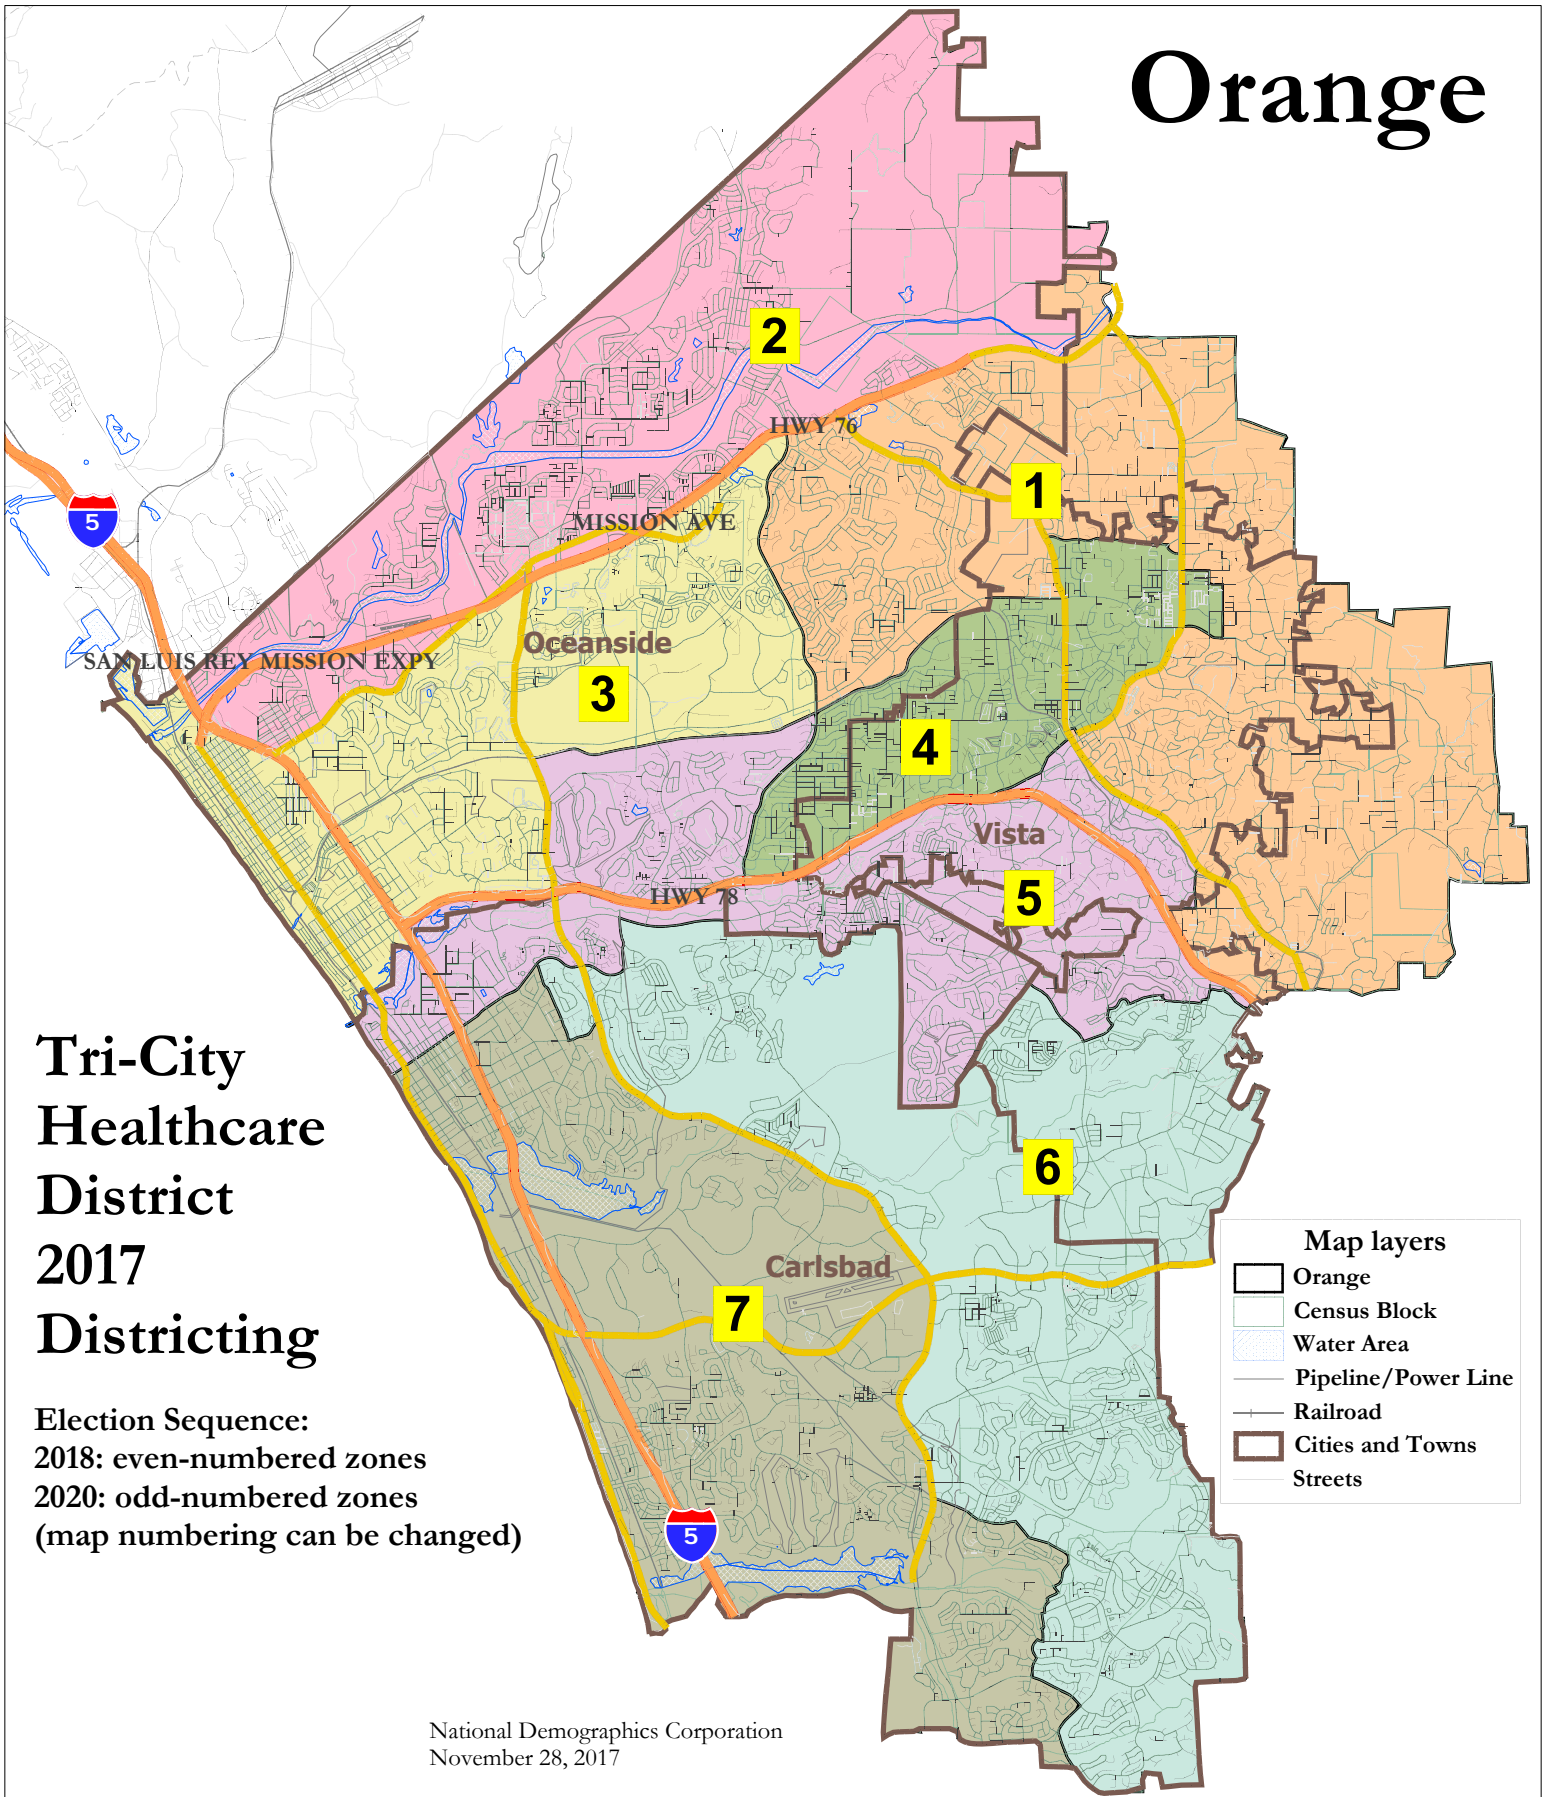 Orange
2
HWY 76
1
5
MISSION AVE
Oceanside
SAN LUIS REY MISSION EXPY
3
4
Vista
HWY 78
5
Tri-City
Healthcare
District
2017
Districting
6
Carlsbad
7
Map layers
Orange
Census Block
Water Area
Pipeline/Power Line
Railroad
Cities and Towns
Streets
Election Sequence:
2018: even-numbered zones
2020: odd-numbered zones
(map numbering can be changed)
5
National Demographics Corporation
November 28, 2017